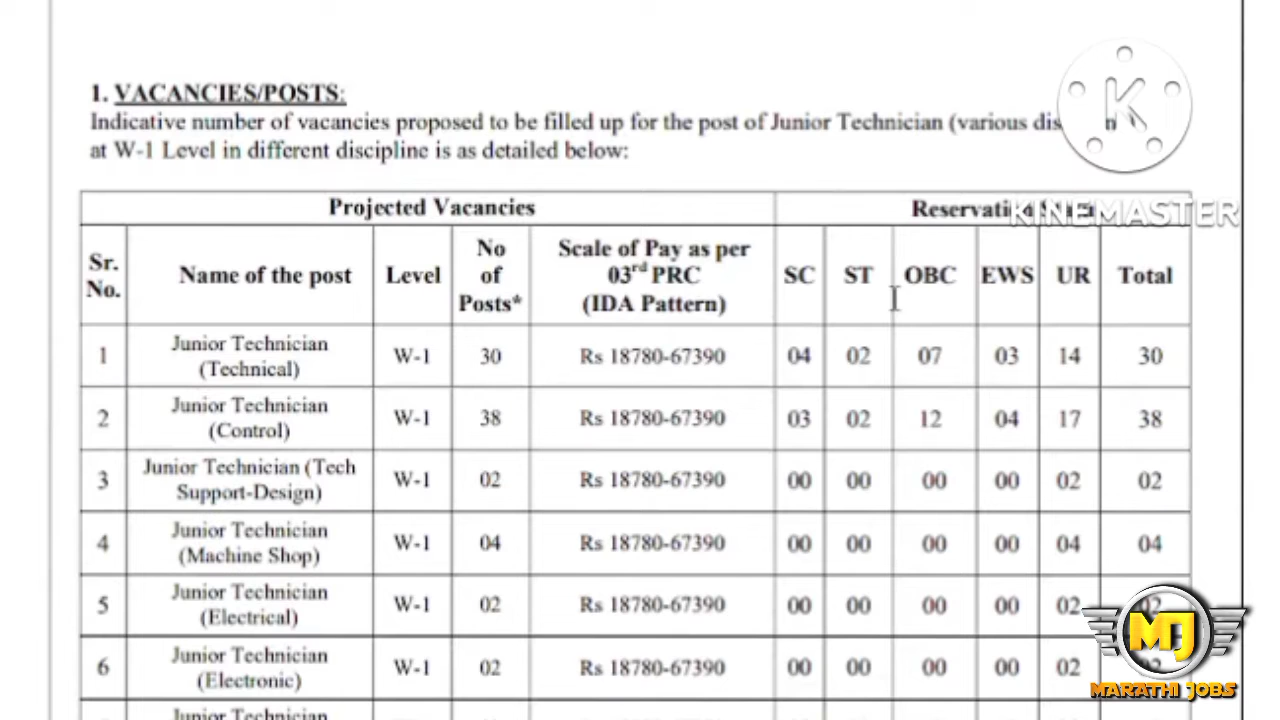 1. VACANCIES/POSTS:
Indicative number of vacancies proposed to be filled up for the post of Junior Technician (various
at W-1 Level in different discipline is as detailed below:
Projected Vacancies
KINEMASTER
Sr. No. Name of the post Level No of Posts* Scale of Pay as per 03rd PRC (IDA Pattern) SC ST OBC EWS UR Total
1 Junior Technician (Technical) W-1 30 Rs 18780-67390 04 02 07 03 14 30
2 Junior Technician (Control) W-1 38 Rs 18780-67390 03 02 12 04 17 38
3 Junior Technician (Tech Support-Design) W-1 02 Rs 18780-67390 00 00 00 00 02 02
4 Junior Technician (Machine Shop) W-1 04 Rs 18780-67390 00 00 00 00 04 04
5 Junior Technician (Electrical) W-1 02 Rs 18780-67390 00 00 00 00 02 02
6 Junior Technician (Electronic) W-1 02 Rs 18780-67390 00 00 00 00 02
Junior Technician
MJ
MARATHI JOBS